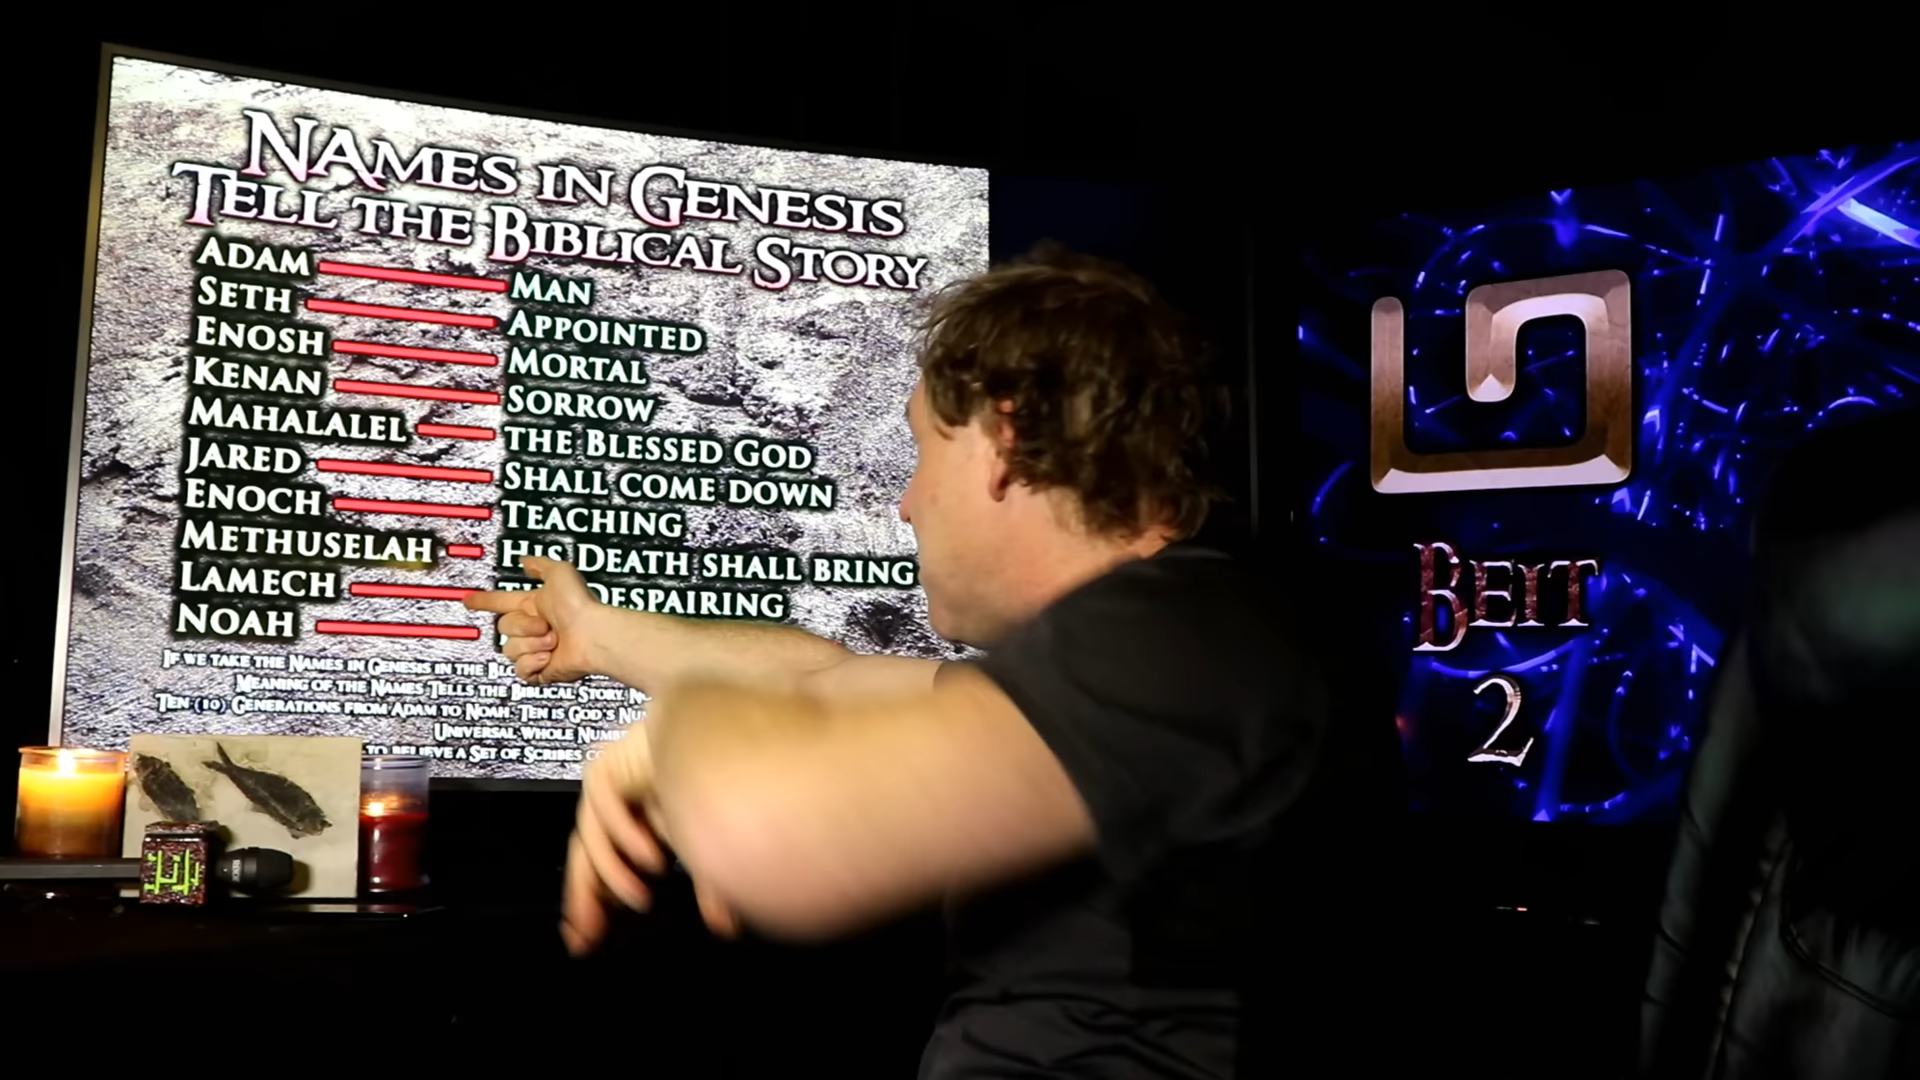 NAMES IN GENESIS
TELL THE BIBLICAL STORY
ADAM MAN
SETH APPOINTED
ENOSH MORTAL
KENAN SORROW
MAHALALEL THE BLESSED GOD
JARED SHALL COME DOWN
ENOCH TEACHING
METHUSELAH HIS DEATH SHALL BRING
LAMECH DESPAIRING
NOAH
IF WE TAKE THE NAMES IN GENESIS IN THE
MEANING OF THE NAMES TELLS THE BIBLICAL STORY.
TEN (10) GENERATIONS FROM ADAM TO NOAH. TEN IS GOD'S
UNIVERSAL WHOLE
TO BELIEVE A SET OF SCRIBES
BEIT
2